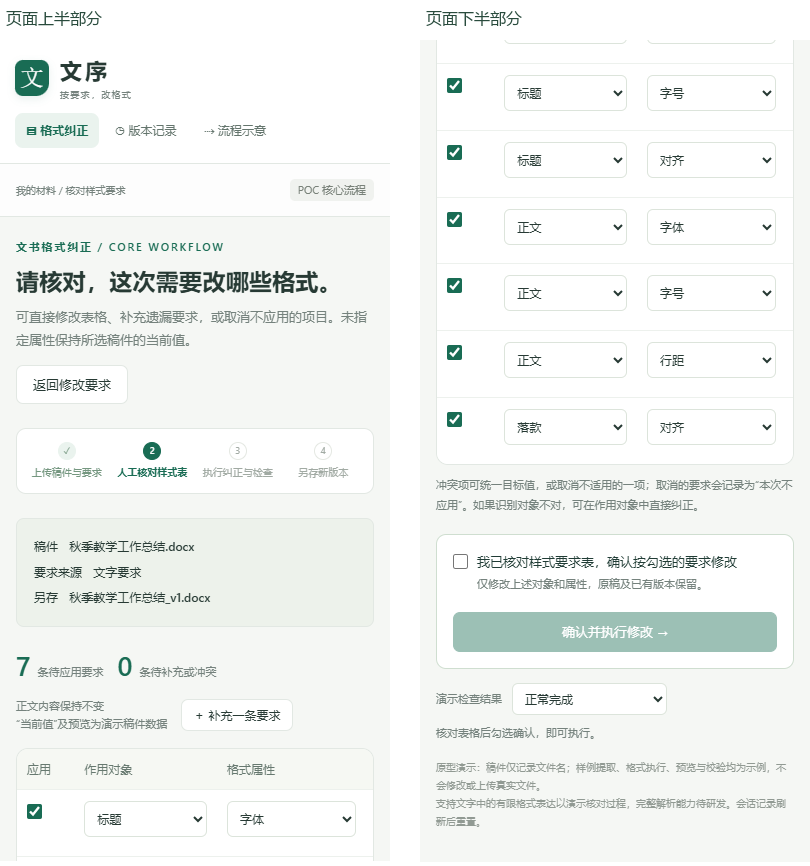 页面上半部分
文
文序
按要求，改格式
格式纠正
版本记录
流程示意
我的材料 / 核对样式要求
POC 核心流程
文书格式纠正 / CORE WORKFLOW
请核对，这次需要改哪些格式。
可直接修改表格、补充遗漏要求，或取消不应用的项目。未指
定属性保持所选稿件的当前值。
返回修改要求
✓ 2 3 4
上传稿件与要求 人工核对样式表 执行纠正与检查 另存新版本
稿件 秋季教学工作总结.docx
要求来源 文字要求
另存 秋季教学工作总结_v1.docx
7 条待应用要求 0 条待补充或冲突
正文内容保持不变
“当前值”及预览为演示稿件数据
+ 补充一条要求
应用 作用对象 格式属性
标题 字体
页面下半部分
标题 字号
标题 对齐
正文 字体
正文 字号
正文 行距
落款 对齐
冲突项可统一目标值，或取消不适用的一项；取消的要求会记录为“本次不
应用”。如果识别对象不对，可在作用对象中直接纠正。
我已核对样式要求表，确认按勾选的要求修改
仅修改上述对象和属性，原稿及已有版本保留。
确认并执行修改 →
演示检查结果 正常完成
核对表格后勾选确认，即可执行。
原型演示：稿件仅记录文件名；样例提取、格式执行、预览与校验均为示例，不
会修改或上传真实文件。
支持文字中的有限格式表达以演示核对过程，完整解析能力待研发。会话记录刷
新后重置。